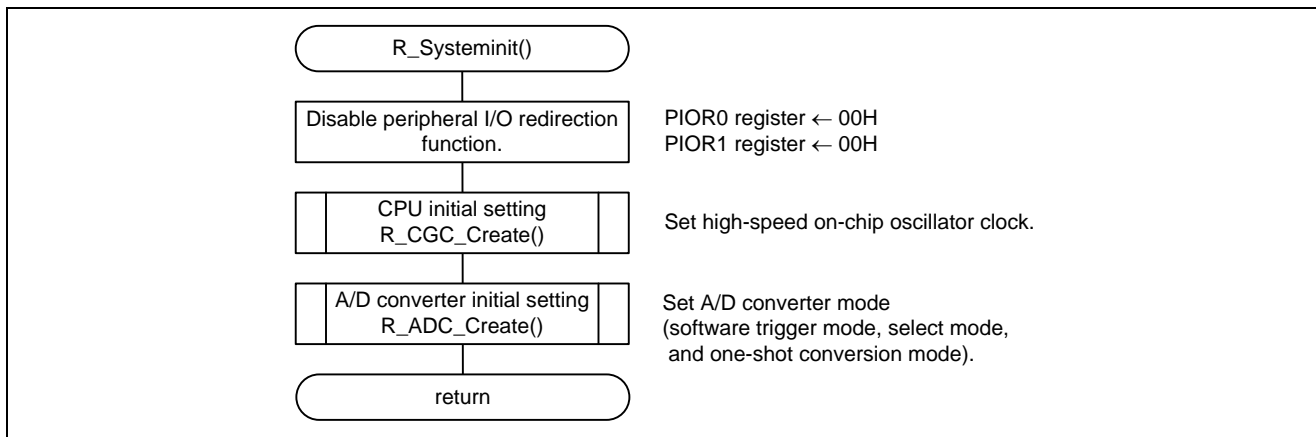 R_Systeminit()
Disable peripheral I/O redirection
function.
PIOR0 register ← 00H
PIOR1 register ← 00H
CPU initial setting
R_CGC_Create()
Set high-speed on-chip oscillator clock.
A/D converter initial setting
R_ADC_Create()
Set A/D converter mode
(software trigger mode, select mode,
and one-shot conversion mode).
return